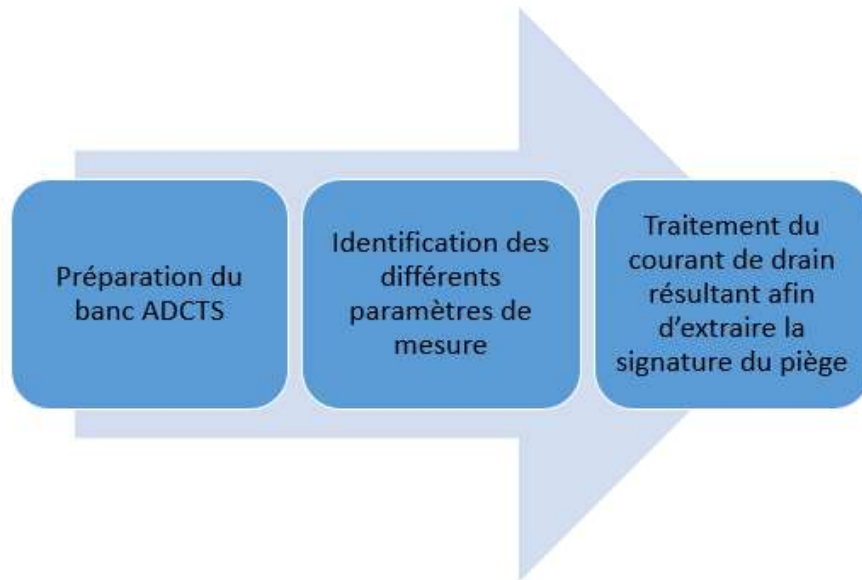 Préparation du
banc ADCTS
Identification des
différents
paramètres de
mesure
Traitement du
courant de drain
résultant afin
d’extraire la
signature du piège